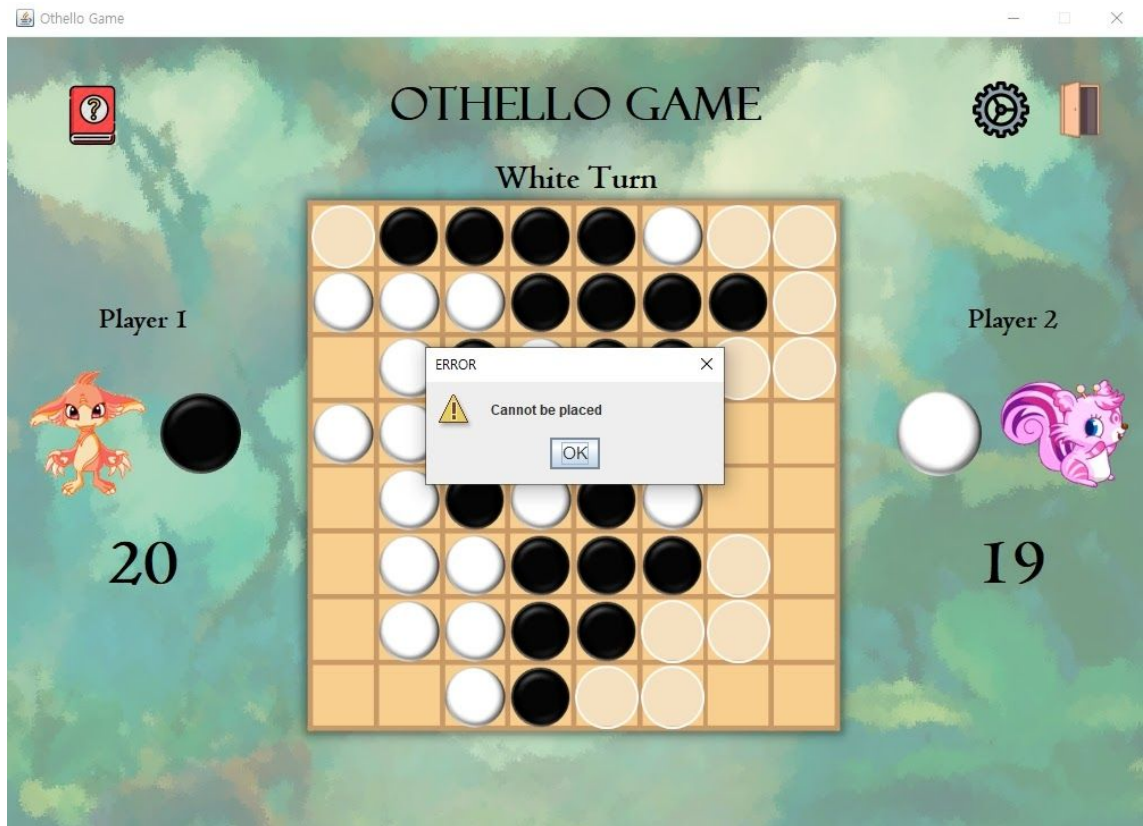 Othello Game
OTHELLO GAME
White Turn
Player 1
Player 2
ERROR
Cannot be placed
OK
20
19